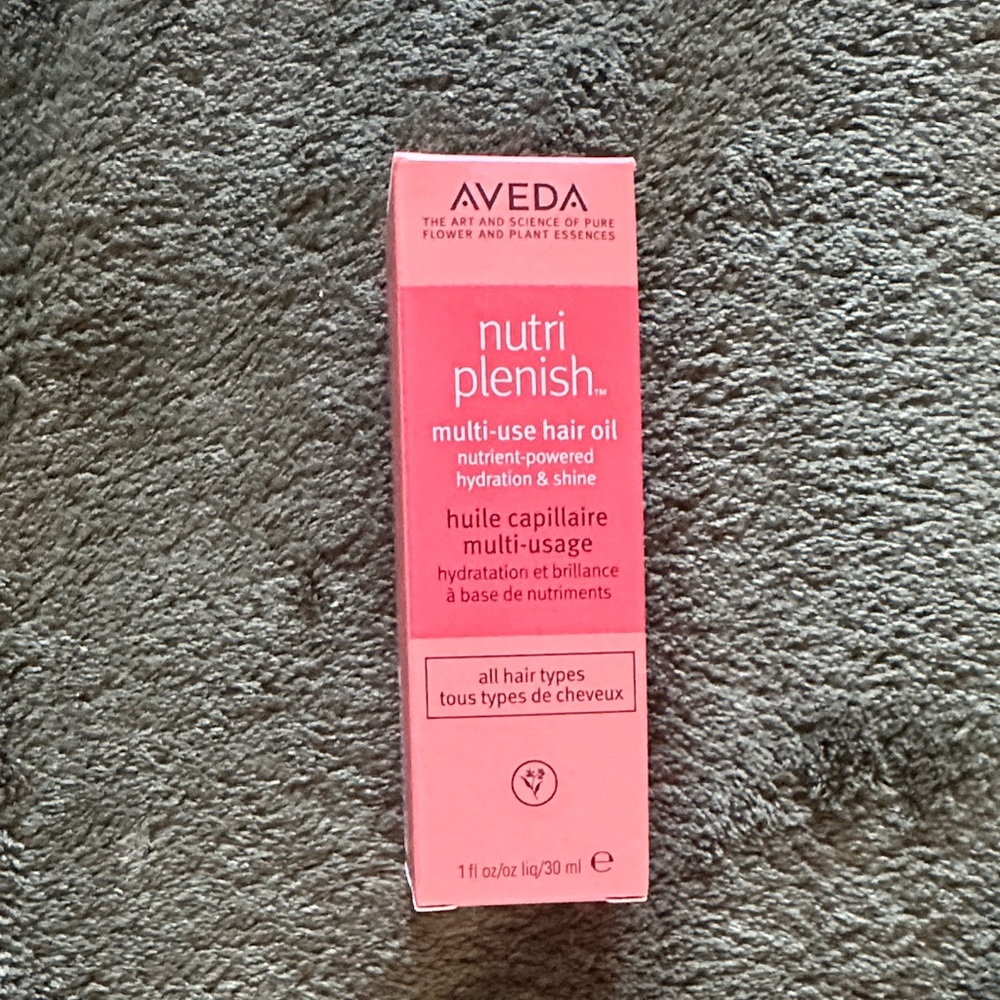 AVEDA
THE ART AND SCIENCE OF PURE
FLOWER AND PLANT ESSENCES
nutri
plenish™
multi-use hair oil
nutrient-powered
hydration & shine
huile capillaire
multi-usage
hydratation et brillance
à base de nutriments
all hair types
tous types de cheveux
1 fl oz/oz liq/30 ml ℮